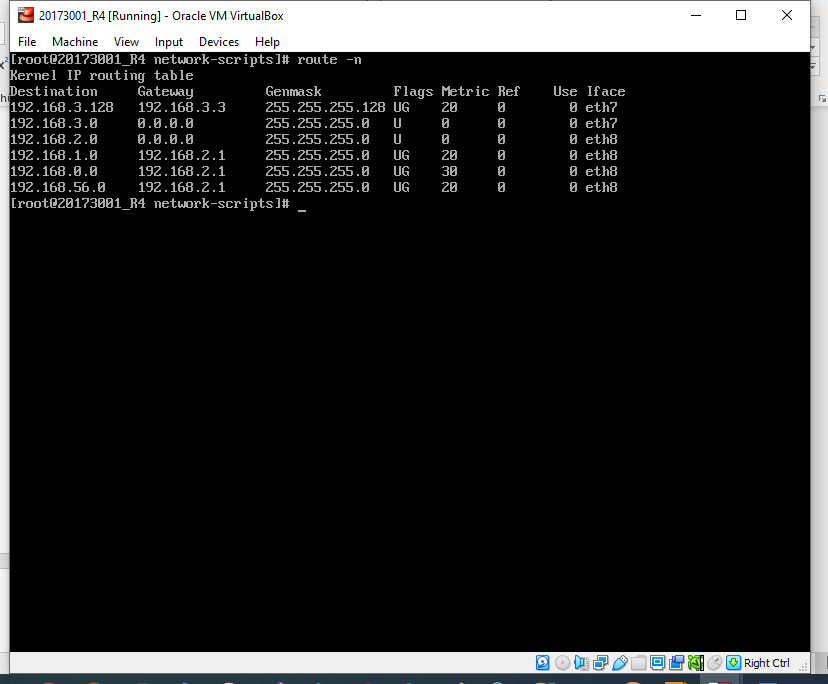 20173001_R4 [Running] - Oracle VM VirtualBox
File Machine View Input Devices Help
[root@20173001_R4 network-scripts]# route -n
Kernel IP routing table
Destination Gateway Genmask Flags Metric Ref Use Iface
192.168.3.128 192.168.3.3 255.255.255.128 UG 20 0 0 eth7
192.168.3.0 0.0.0.0 255.255.255.0 U 0 0 0 eth7
192.168.2.0 0.0.0.0 255.255.255.0 U 0 0 0 eth8
192.168.1.0 192.168.2.1 255.255.255.0 UG 20 0 0 eth8
192.168.0.0 192.168.2.1 255.255.255.0 UG 30 0 0 eth8
192.168.56.0 192.168.2.1 255.255.255.0 UG 20 0 0 eth8
[root@20173001_R4 network-scripts]# _
Right Ctrl